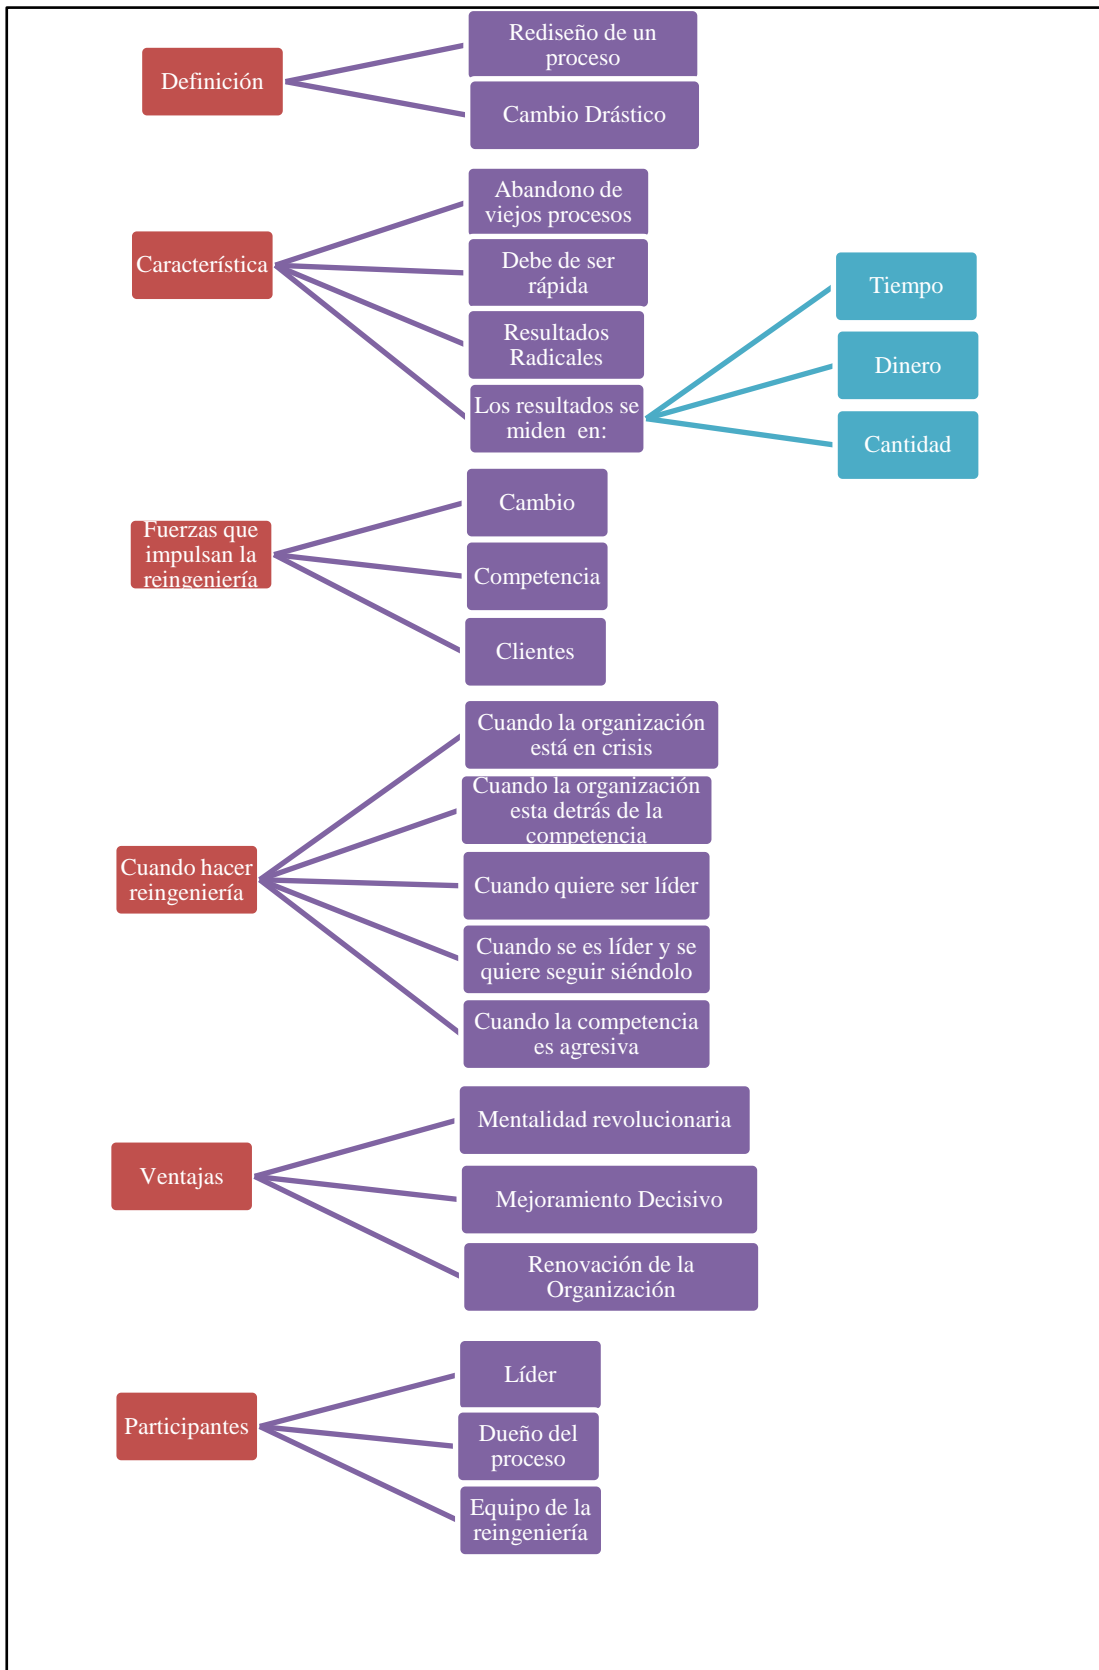 Definición
Rediseño de un
proceso
Cambio Drástico
Característica
Abandono de
viejos procesos
Debe de ser
rápida
Resultados
Radicales
Los resultados se
miden  en:
Tiempo
Dinero
Cantidad
Fuerzas que
impulsan la
reingeniería
Cambio
Competencia
Clientes
Cuando hacer
reingeniería
Cuando la organización
está en crisis
Cuando la organización
esta detrás de la
competencia
Cuando quiere ser líder
Cuando se es líder y se
quiere seguir siéndolo
Cuando la competencia
es agresiva
Ventajas
Mentalidad revolucionaria
Mejoramiento Decisivo
Renovación de la
Organización
Participantes
Líder
Dueño del
proceso
Equipo de la
reingeniería